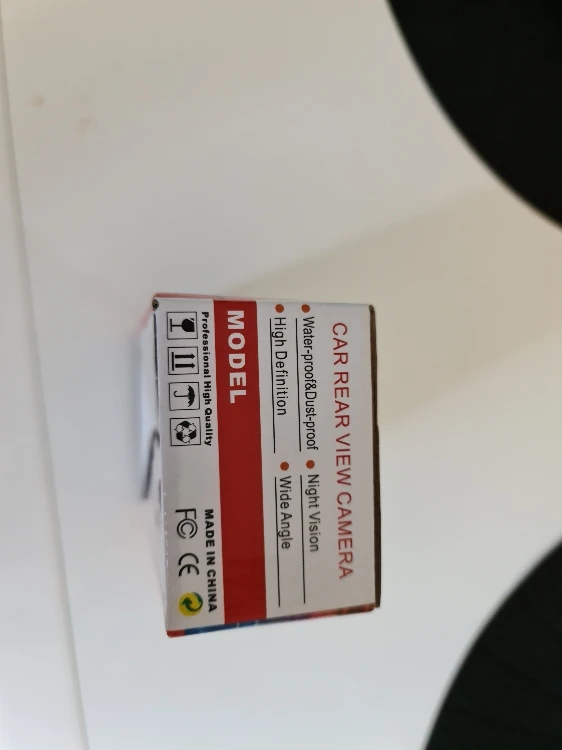 CAR REAR VIEW CAMERA
Water-proof&Dust-proof Night Vision
High Definition Wide Angle
MODEL
Professional High Quality MADE IN CHINA
FC CE